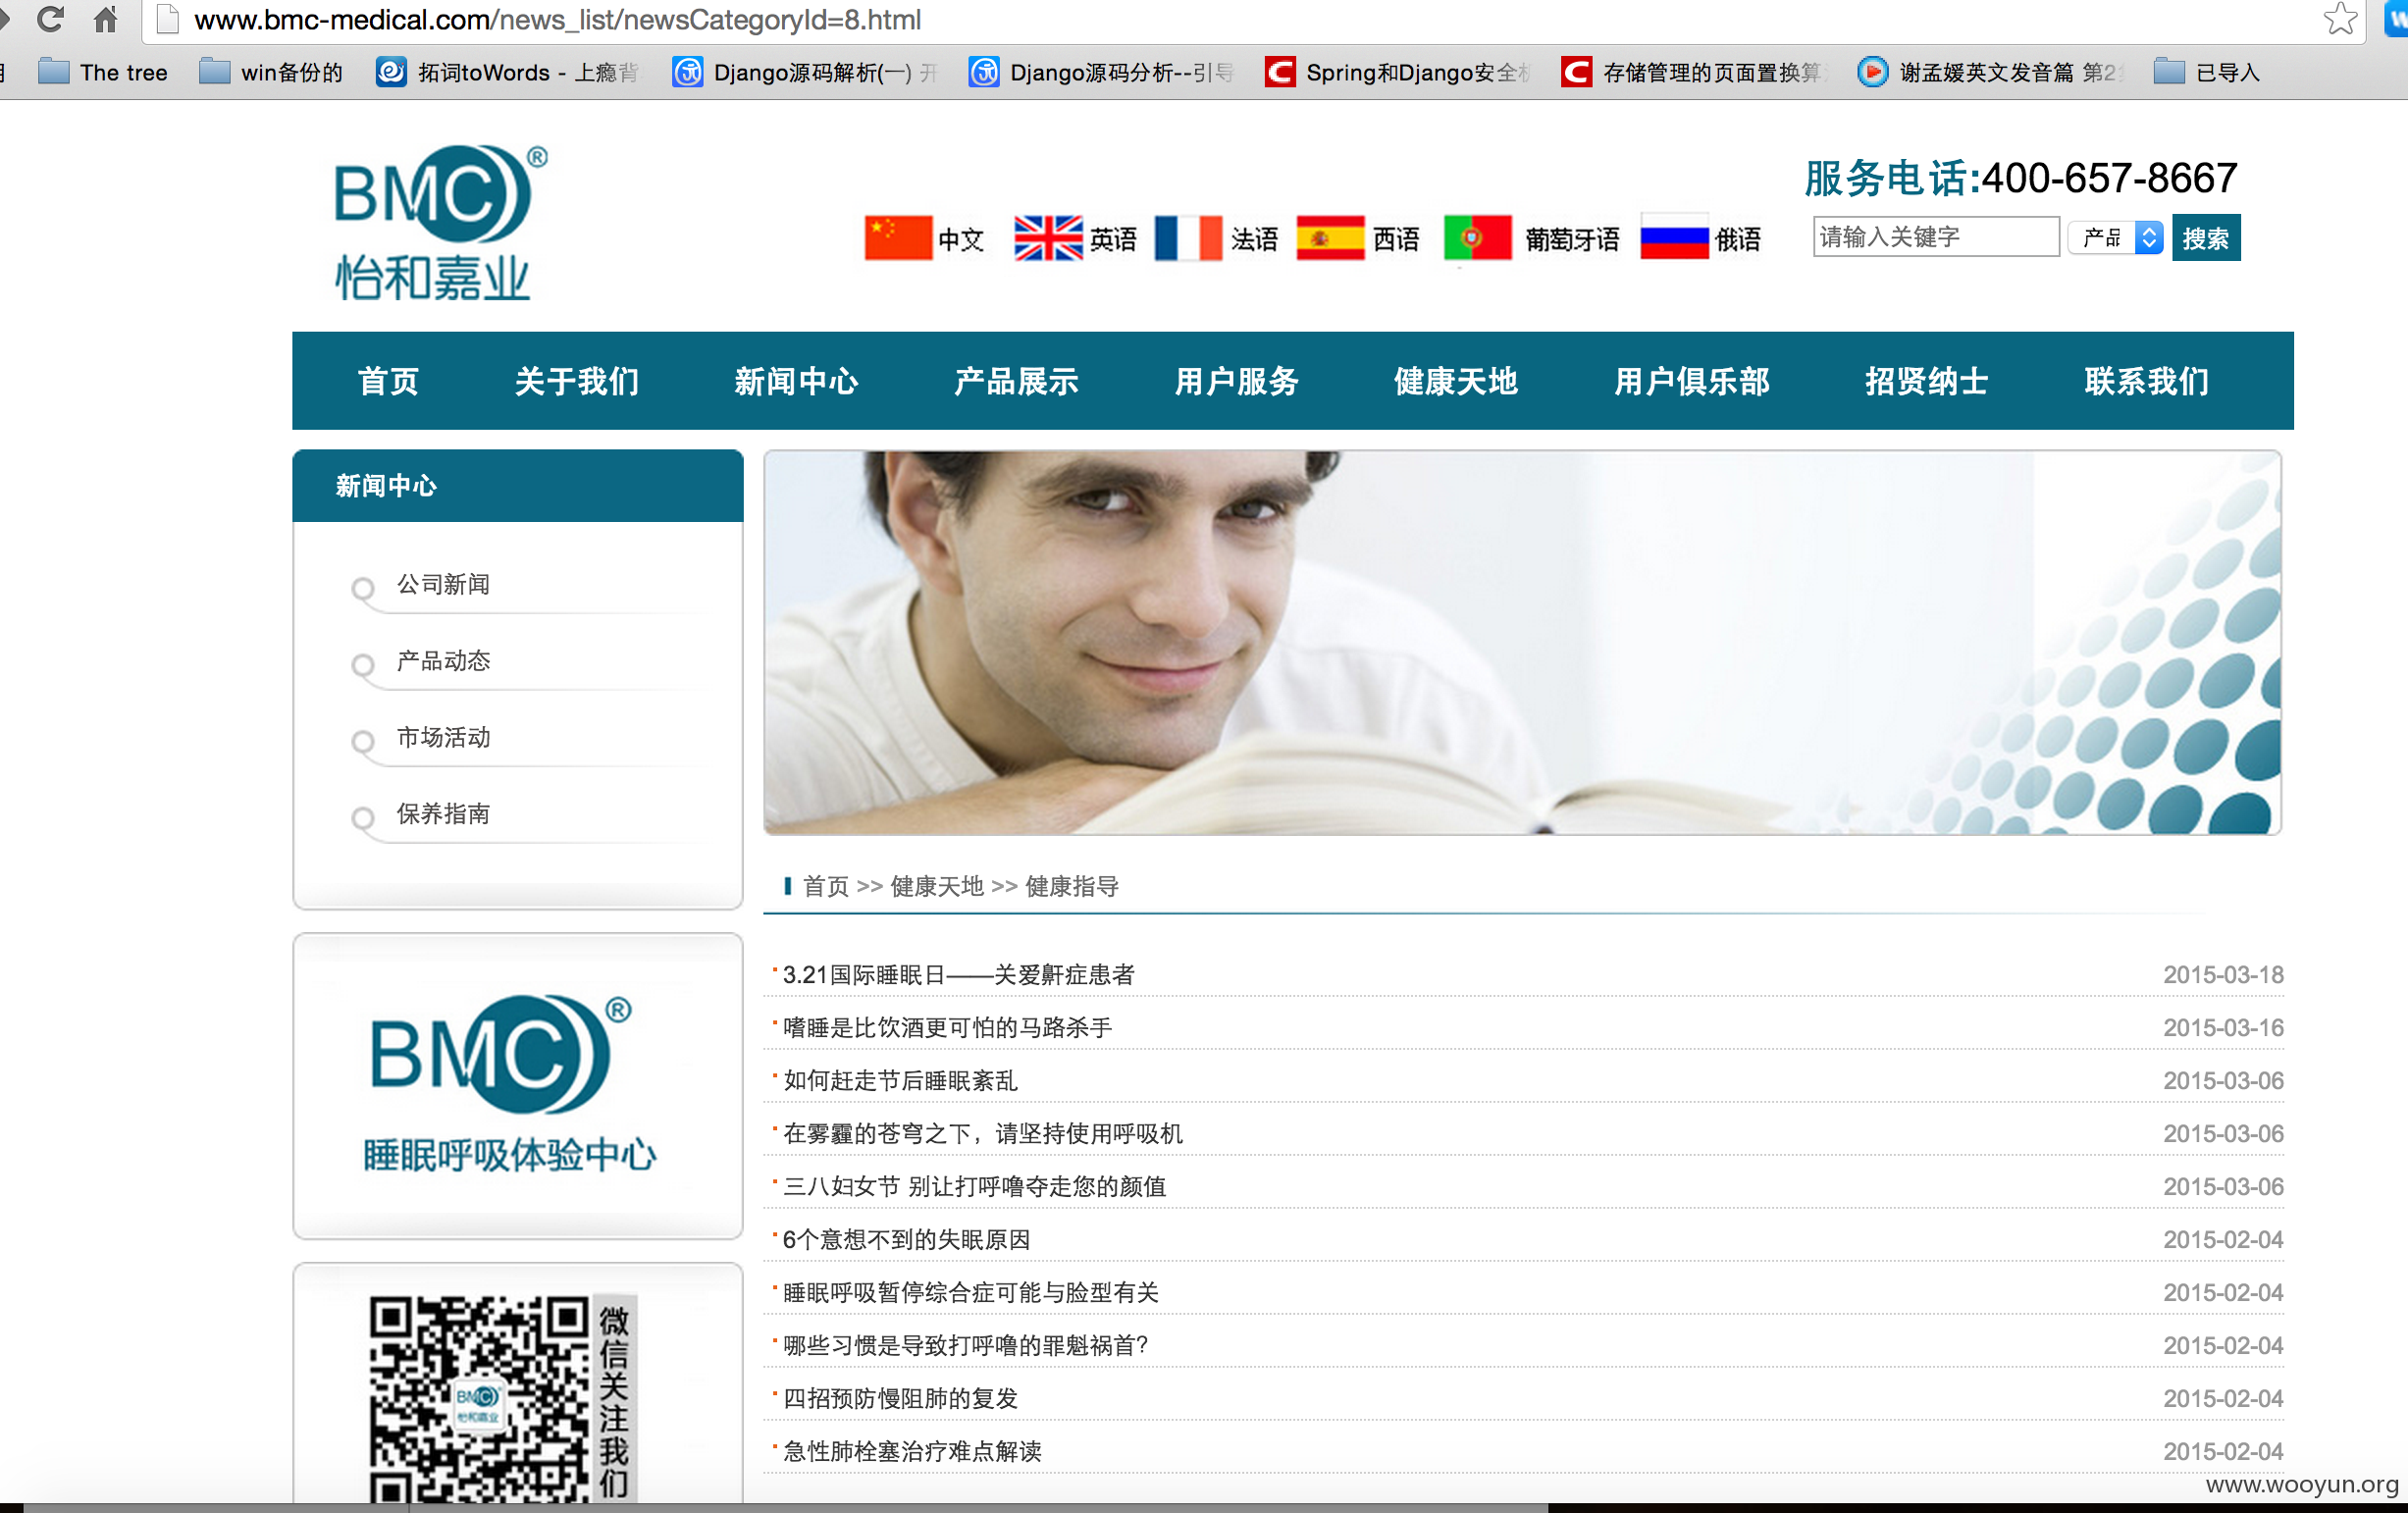 www.bmc-medical.com/news_list/newsCategoryId=8.html
The tree win备份的 拓词toWords - 上瘾背 Django源码解析(一) 开 Django源码分析--引导 Spring和Django安全 存储管理的页面置换算 谢孟媛英文发音篇 第2 已导入
BMC®
怡和嘉业
服务电话:400-657-8667
中文 英语 法语 西语 葡萄牙语 俄语 请输入关键字 产品 搜索
首页 关于我们 新闻中心 产品展示 用户服务 健康天地 用户俱乐部 招贤纳士 联系我们
新闻中心
公司新闻
产品动态
市场活动
保养指南
BMC®
睡眠呼吸体验中心
微信关注我们
BMC
怡和嘉业
首页 >> 健康天地 >> 健康指导
3.21国际睡眠日——关爱鼾症患者 2015-03-18
嗜睡是比饮酒更可怕的马路杀手 2015-03-16
如何赶走节后睡眠紊乱 2015-03-06
在雾霾的苍穹之下，请坚持使用呼吸机 2015-03-06
三八妇女节 别让打呼噜夺走您的颜值 2015-03-06
6个意想不到的失眠原因 2015-02-04
睡眠呼吸暂停综合症可能与脸型有关 2015-02-04
哪些习惯是导致打呼噜的罪魁祸首？ 2015-02-04
四招预防慢阻肺的复发 2015-02-04
急性肺栓塞治疗难点解读 2015-02-04
www.wooyun.org